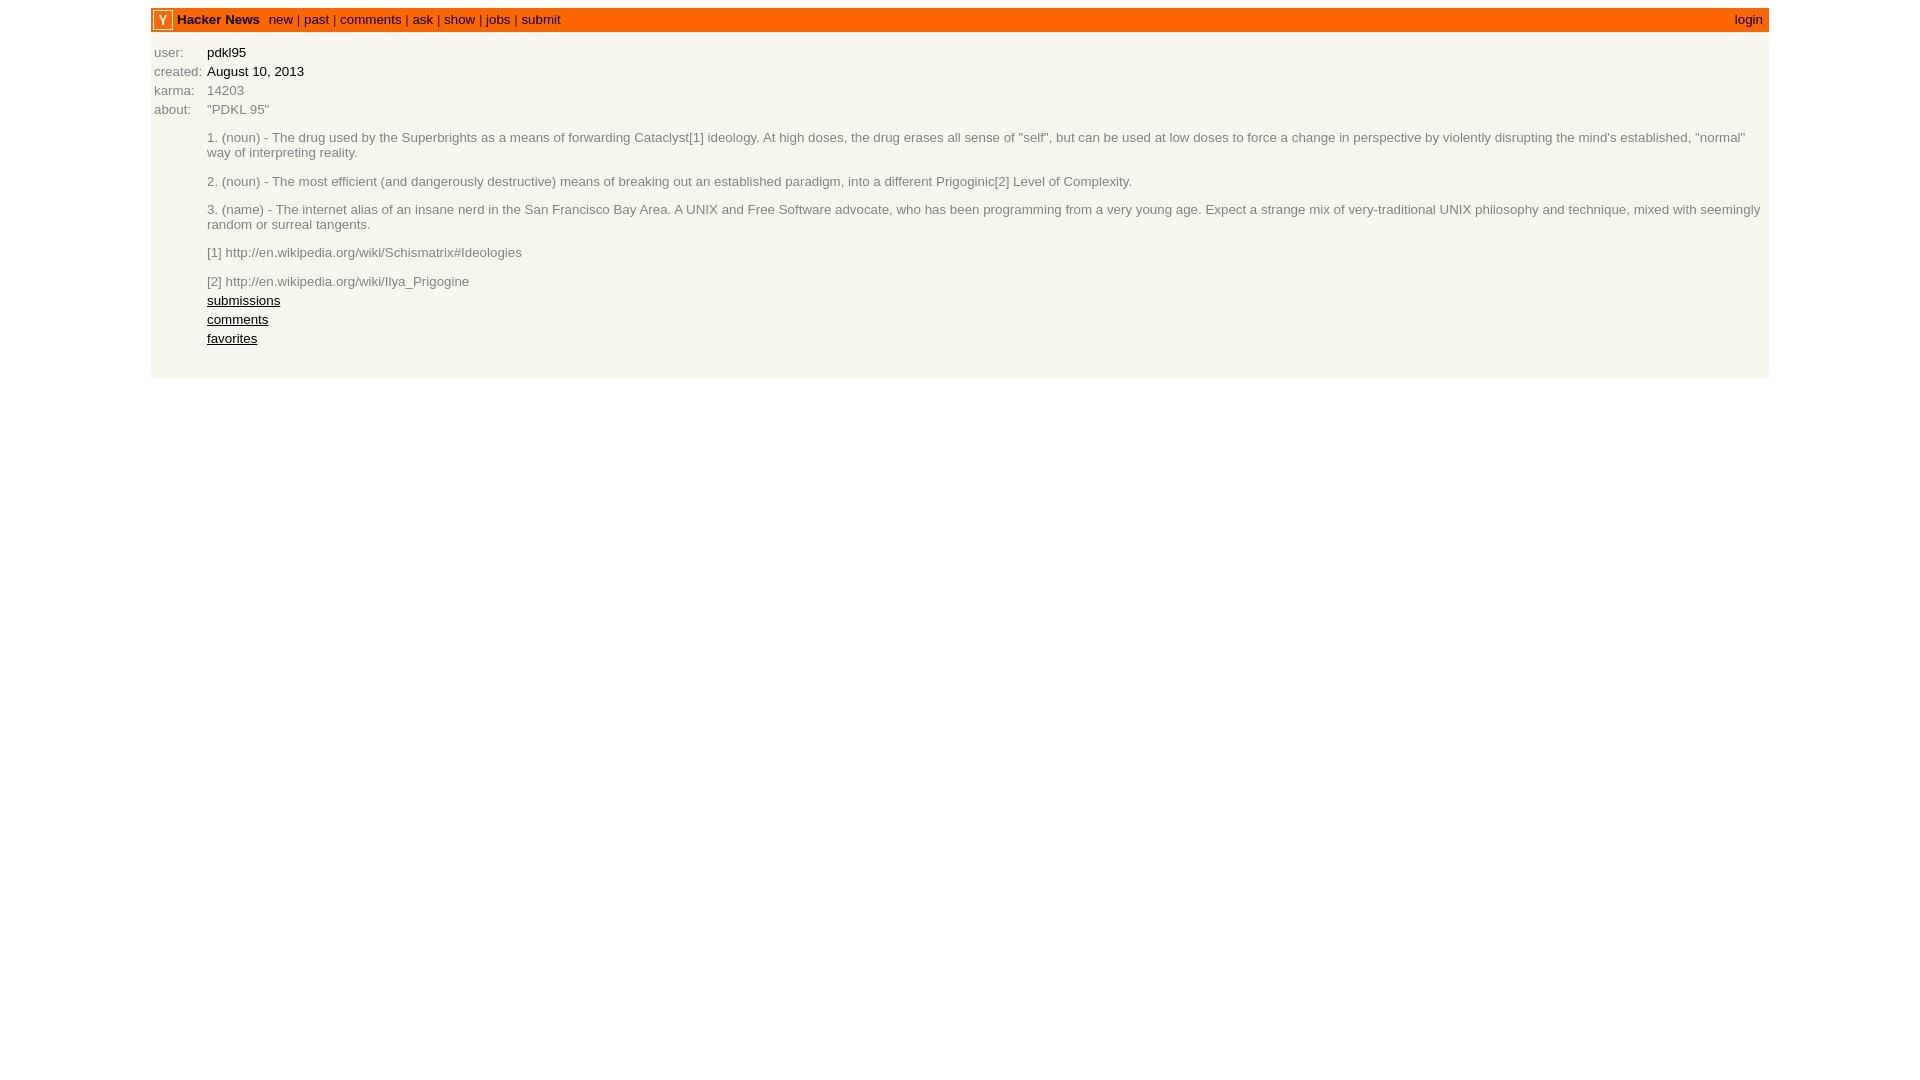 Y Hacker News new | past | comments | ask | show | jobs | submit login
user: pdkl95
created: August 10, 2013
karma: 14203
about: "PDKL 95"
1. (noun) - The drug used by the Superbrights as a means of forwarding Cataclyst[1] ideology. At high doses, the drug erases all sense of "self", but can be used at low doses to force a change in perspective by violently disrupting the mind's established, "normal"
way of interpreting reality.
2. (noun) - The most efficient (and dangerously destructive) means of breaking out an established paradigm, into a different Prigoginic[2] Level of Complexity.
3. (name) - The internet alias of an insane nerd in the San Francisco Bay Area. A UNIX and Free Software advocate, who has been programming from a very young age. Expect a strange mix of very-traditional UNIX philosophy and technique, mixed with seemingly
random or surreal tangents.
[1] http://en.wikipedia.org/wiki/Schismatrix#Ideologies
[2] http://en.wikipedia.org/wiki/Ilya_Prigogine
submissions
comments
favorites